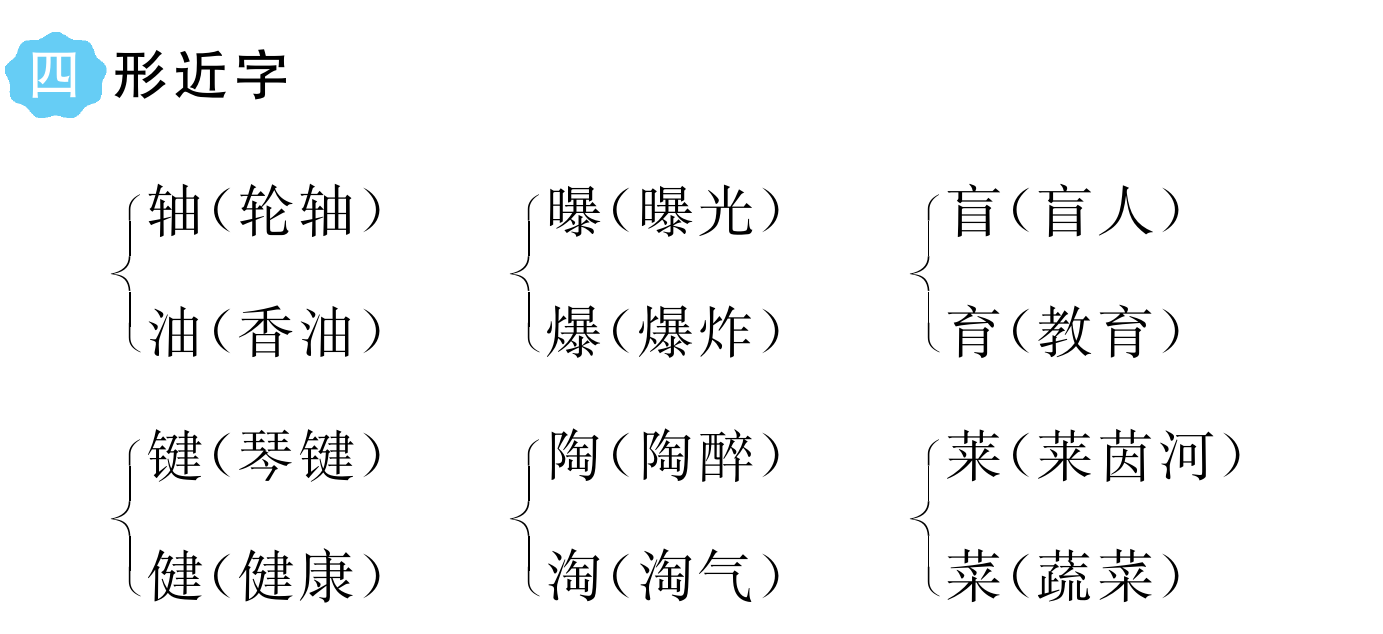 四 形近字
轴(轮轴) 曝(曝光) 盲(盲人)
油(香油) 爆(爆炸) 育(教育)
键(琴键) 陶(陶醉) 莱(莱茵河)
健(健康) 淘(淘气) 菜(蔬菜)